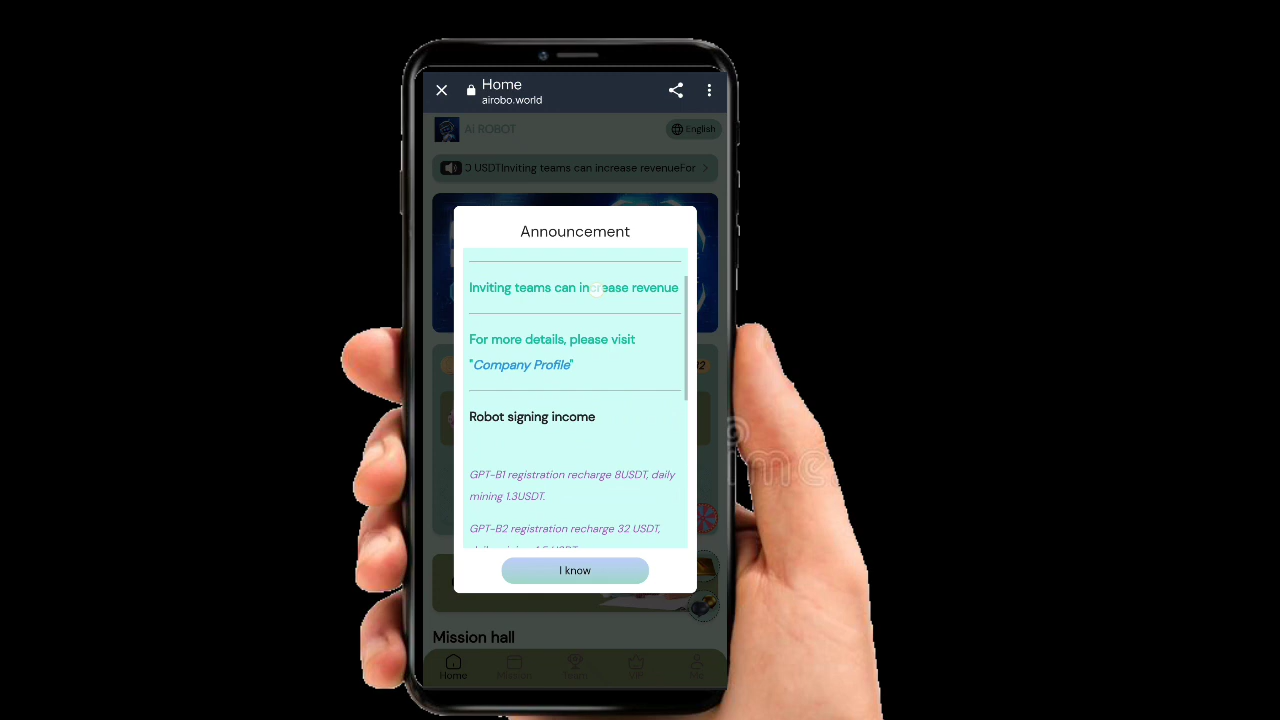 Home
airobo.world
Ai ROBOT
English
0 USDTInviting teams can increase revenueFor
Announcement
Inviting teams can increase revenue
For more details, please visit
"Company Profile"
Robot signing income
GPT-B1 registration recharge 8USDT, daily
mining 1.3USDT.
GPT-B2 registration recharge 32 USDT,
I know
Mission hall
Home
Mission
Team
VIP
Me